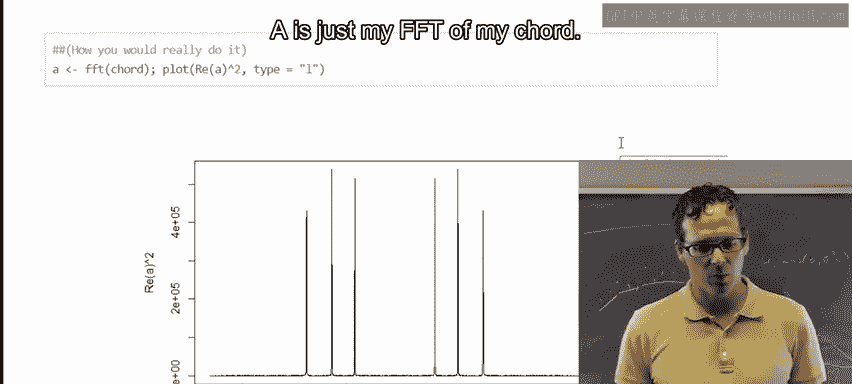 A is just my FFT of my chord.
##(How you would really do it)
a <- fft(chord); plot(Re(a)^2, type = "l")
Re(a)^2
4e+05
2e+05
e+00